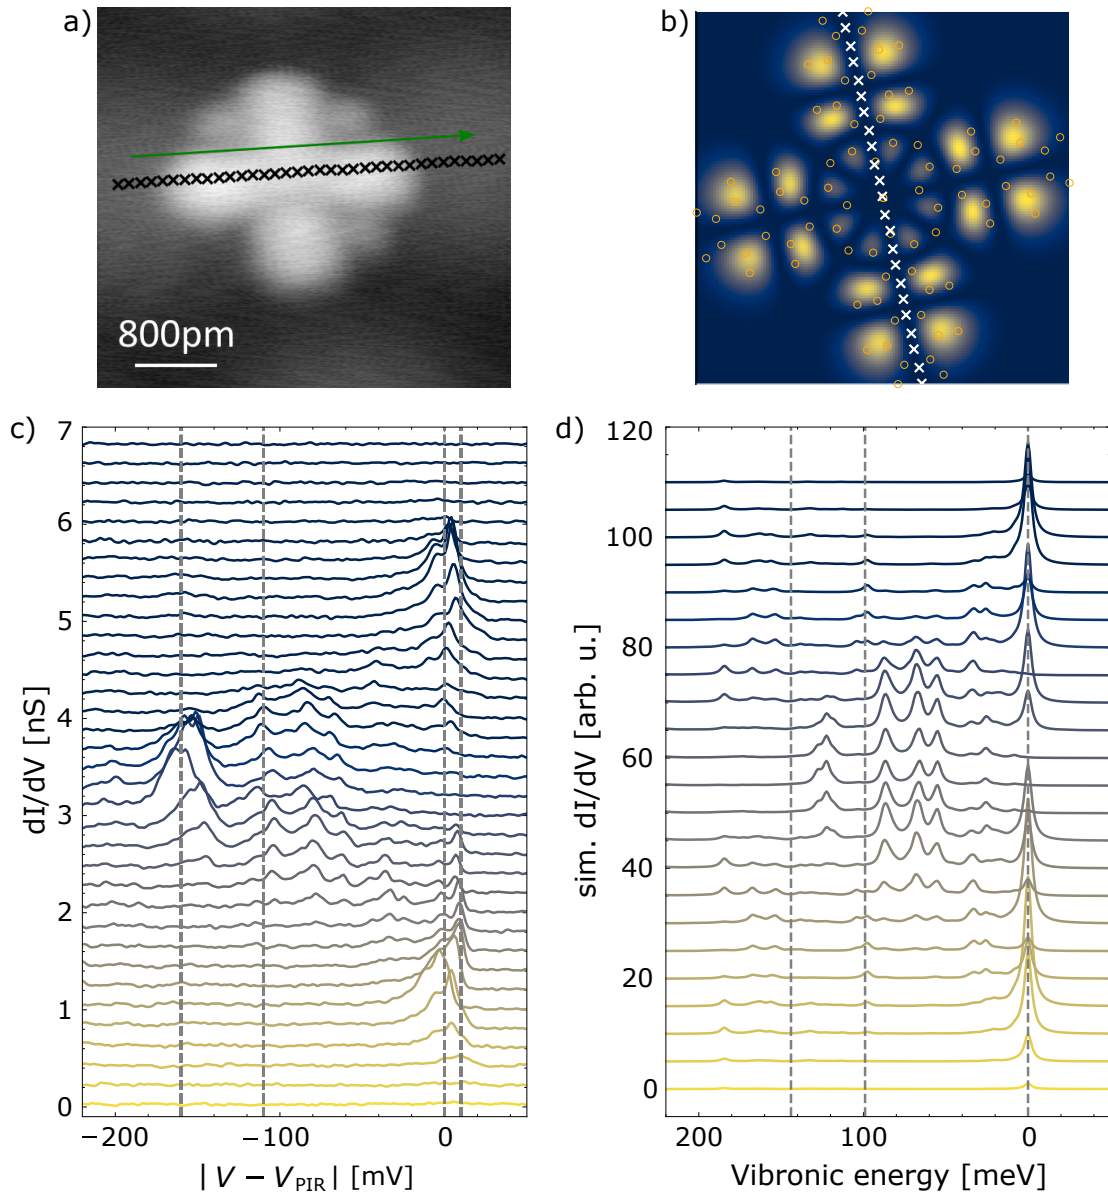 a)
b)
800pm
c)
d)
7
6
5
4
3
2
1
0
dI/dV [nS]
−200
−100
0
| V − V_PIR | [mV]
120
100
80
60
40
20
0
sim. dI/dV [arb. u.]
200
100
0
Vibronic energy [meV]